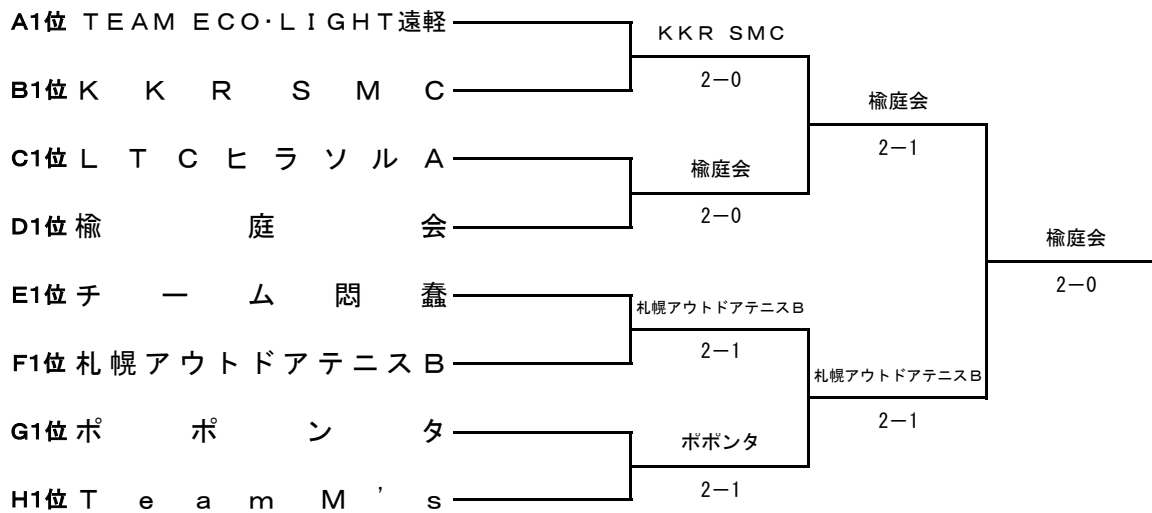 A1位 TEAM ECO・LIGHT遠軽
KKR SMC
2−0
B1位 KKR SMC
楡庭会
2−1
C1位 LTCヒラソルA
楡庭会
2−0
D1位 楡庭会
楡庭会
2−0
E1位 チーム悶蠢
札幌アウトドアテニスB
2−1
F1位 札幌アウトドアテニスB
札幌アウトドアテニスB
2−1
G1位 ポポンタ
ポポンタ
2−1
H1位 Team M's